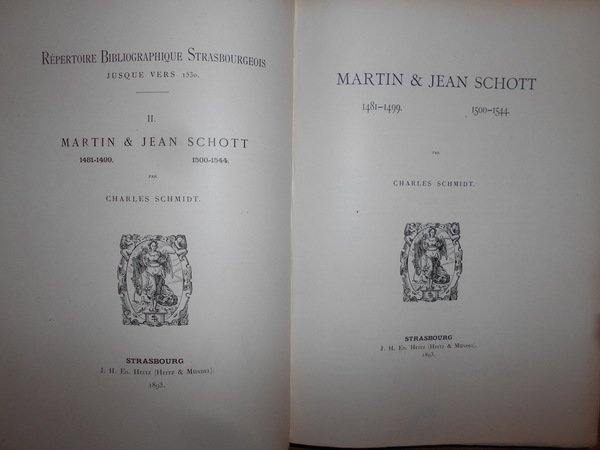 RÉPERTOIRE BIBLIOGRAPHIQUE STRASBOURGEOIS
JUSQUE VERS 1530.
II.
MARTIN & JEAN SCHOTT
1481-1499. 1500-1544.
PAR
CHARLES SCHMIDT.
STRASBOURG
J. H. ED. HEITZ (HEITZ & MÜNDEL).
1893.
MARTIN & JEAN SCHOTT
1481-1499. 1500-1544.
PAR
CHARLES SCHMIDT.
STRASBOURG
J. H. ED. HEITZ (HEITZ & MÜNDEL).
1893.